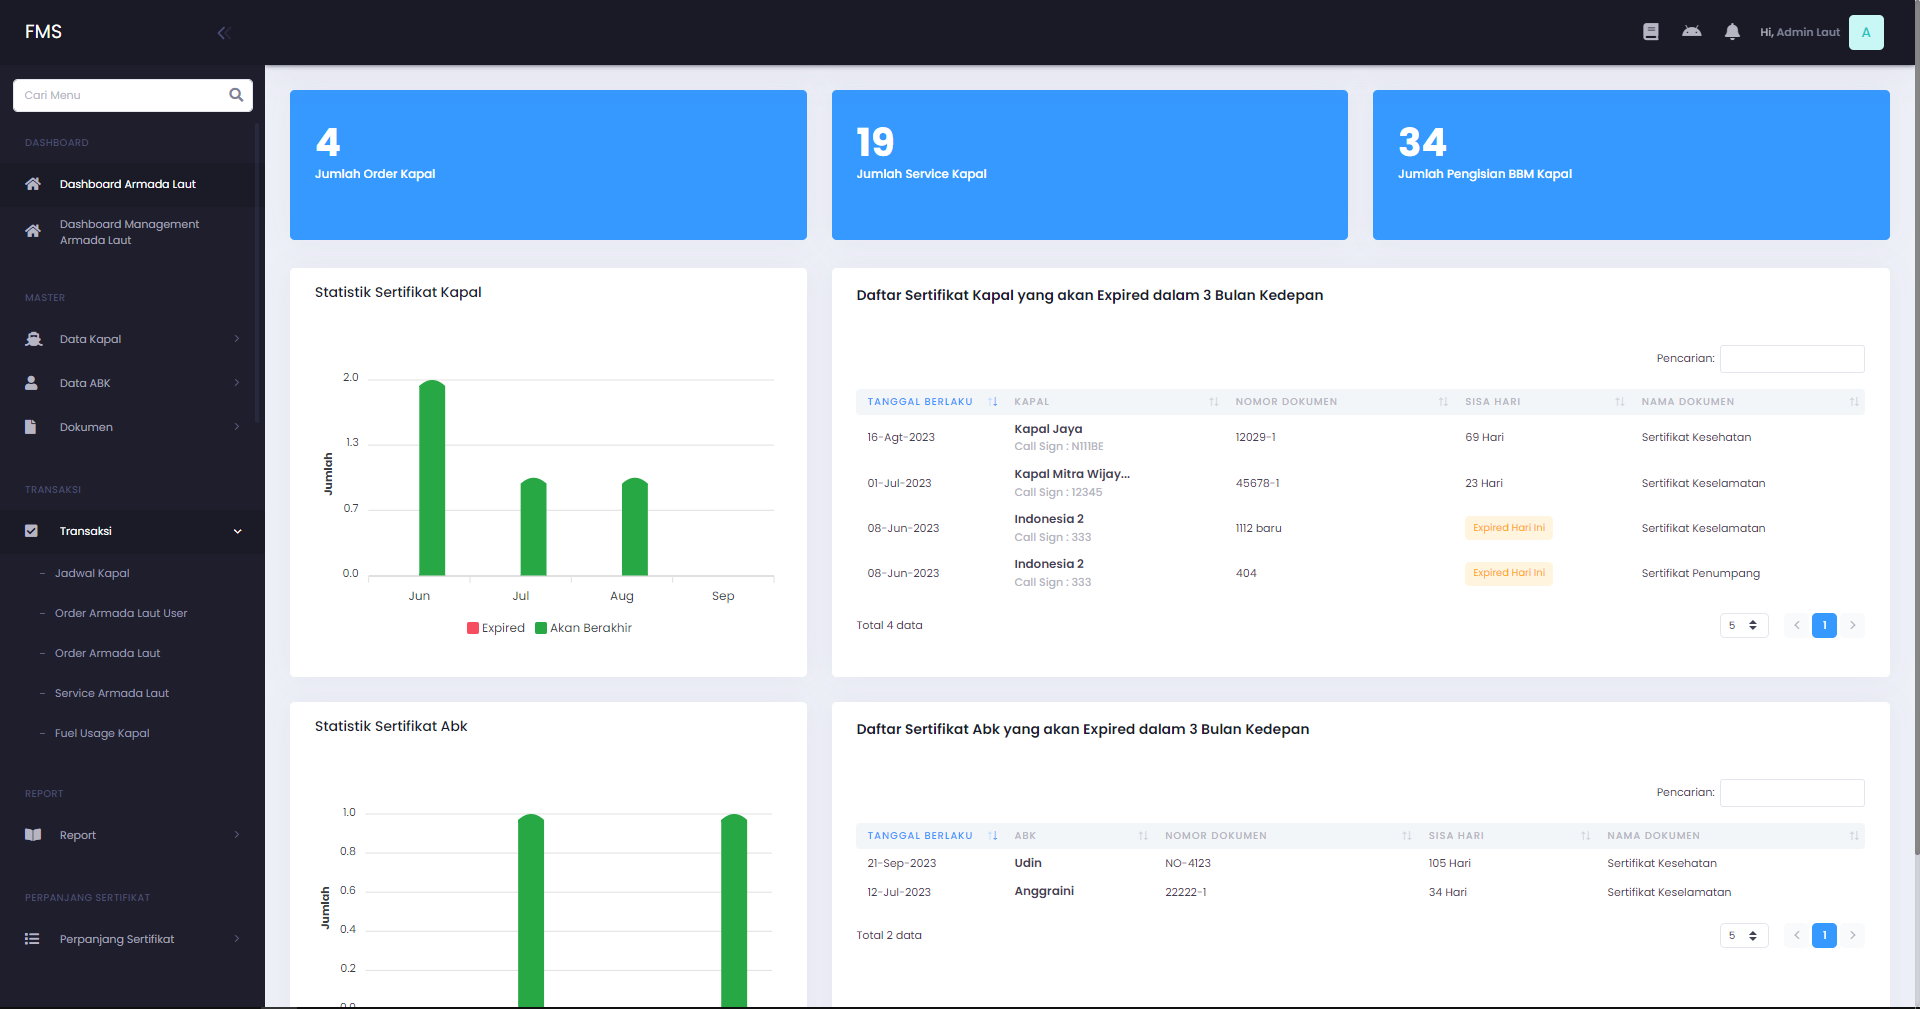 FMS
Hi, Admin Laut
A
Cari Menu
DASHBOARD
Dashboard Armada Laut
Dashboard Management
Armada Laut
MASTER
Data Kapal
Data ABK
Dokumen
TRANSAKSI
Transaksi
- Jadwal Kapal
- Order Armada Laut User
- Order Armada Laut
- Service Armada Laut
- Fuel Usage Kapal
REPORT
Report
PERPANJANG SERTIFIKAT
Perpanjang Sertifikat
4
Jumlah Order Kapal
19
Jumlah Service Kapal
34
Jumlah Pengisian BBM Kapal
Statistik Sertifikat Kapal
2.0
1.3
0.7
0.0
Jumlah
Jun Jul Aug Sep
Expired Akan Berakhir
Daftar Sertifikat Kapal yang akan Expired dalam 3 Bulan Kedepan
Pencarian:
TANGGAL BERLAKU KAPAL NOMOR DOKUMEN SISA HARI NAMA DOKUMEN
16-Agt-2023 Kapal Jaya 12029-1 69 Hari Sertifikat Kesehatan
Call Sign : N111BE
01-Jul-2023 Kapal Mitra Wijay... 45678-1 23 Hari Sertifikat Keselamatan
Call Sign : 12345
08-Jun-2023 Indonesia 2 1112 baru Expired Hari Ini Sertifikat Keselamatan
Call Sign : 333
08-Jun-2023 Indonesia 2 404 Expired Hari Ini Sertifikat Penumpang
Call Sign : 333
Total 4 data 5 1
Statistik Sertifikat Abk
1.0
0.8
0.6
0.4
0.2
0.0
Jumlah
Daftar Sertifikat Abk yang akan Expired dalam 3 Bulan Kedepan
Pencarian:
TANGGAL BERLAKU ABK NOMOR DOKUMEN SISA HARI NAMA DOKUMEN
21-Sep-2023 Udin NO-4123 105 Hari Sertifikat Kesehatan
12-Jul-2023 Anggraini 22222-1 34 Hari Sertifikat Keselamatan
Total 2 data 5 1